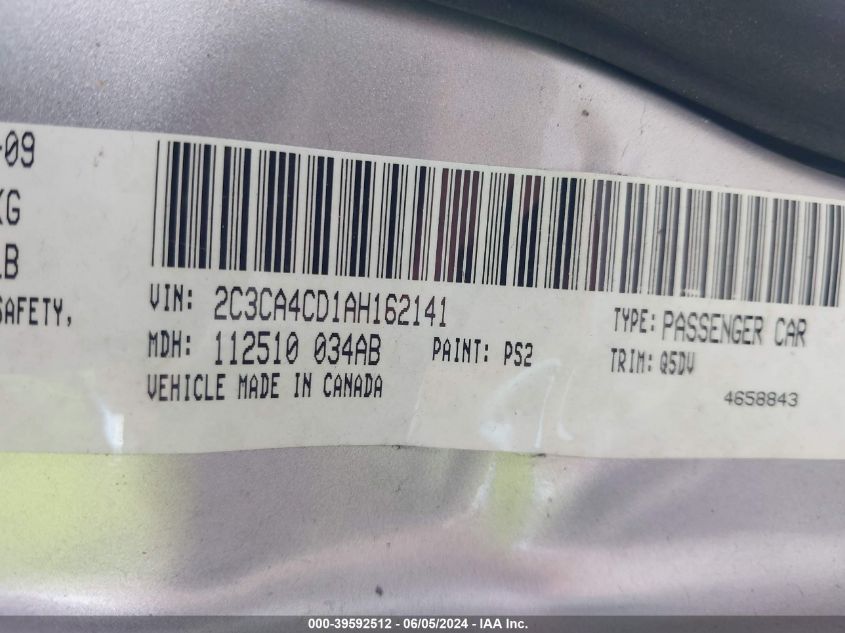 -09
KG
LB
SAFETY,
VIN: 2C3CA4CD1AH162141
MDH: 112510 034AB
PAINT: PS2
VEHICLE MADE IN CANADA
TYPE: PASSENGER CAR
TRIM: Q5DV
4658843
000-39592512 - 06/05/2024 - IAA Inc.